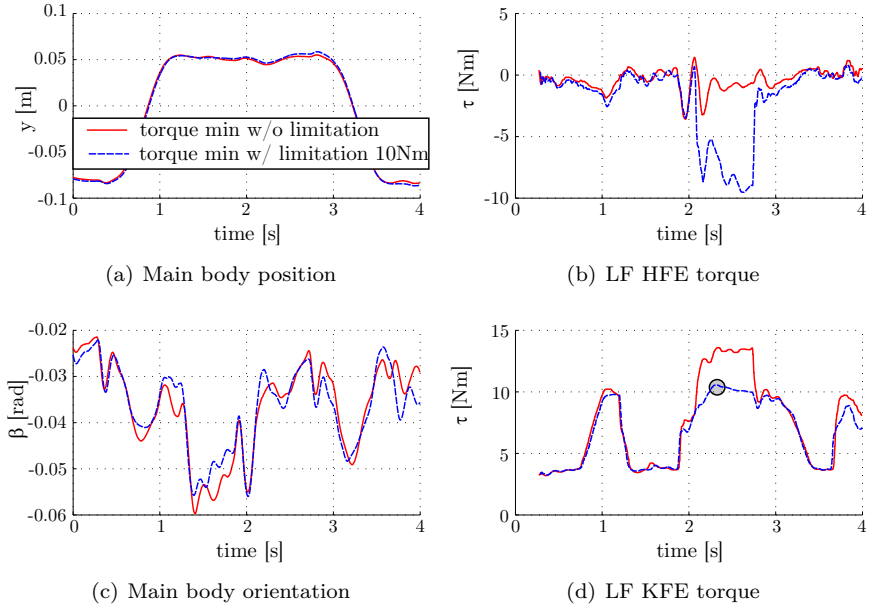 0.1
0.05
0
-0.05
-0.1
y [m]
torque min w/o limitation
torque min w/ limitation 10Nm
0 1 2 3 4
time [s]
(a) Main body position
5
0
-5
-10
τ [Nm]
0 1 2 3 4
time [s]
(b) LF HFE torque
-0.02
-0.03
-0.04
-0.05
-0.06
β [rad]
0 1 2 3 4
time [s]
(c) Main body orientation
15
10
5
0
τ [Nm]
0 1 2 3 4
time [s]
(d) LF KFE torque